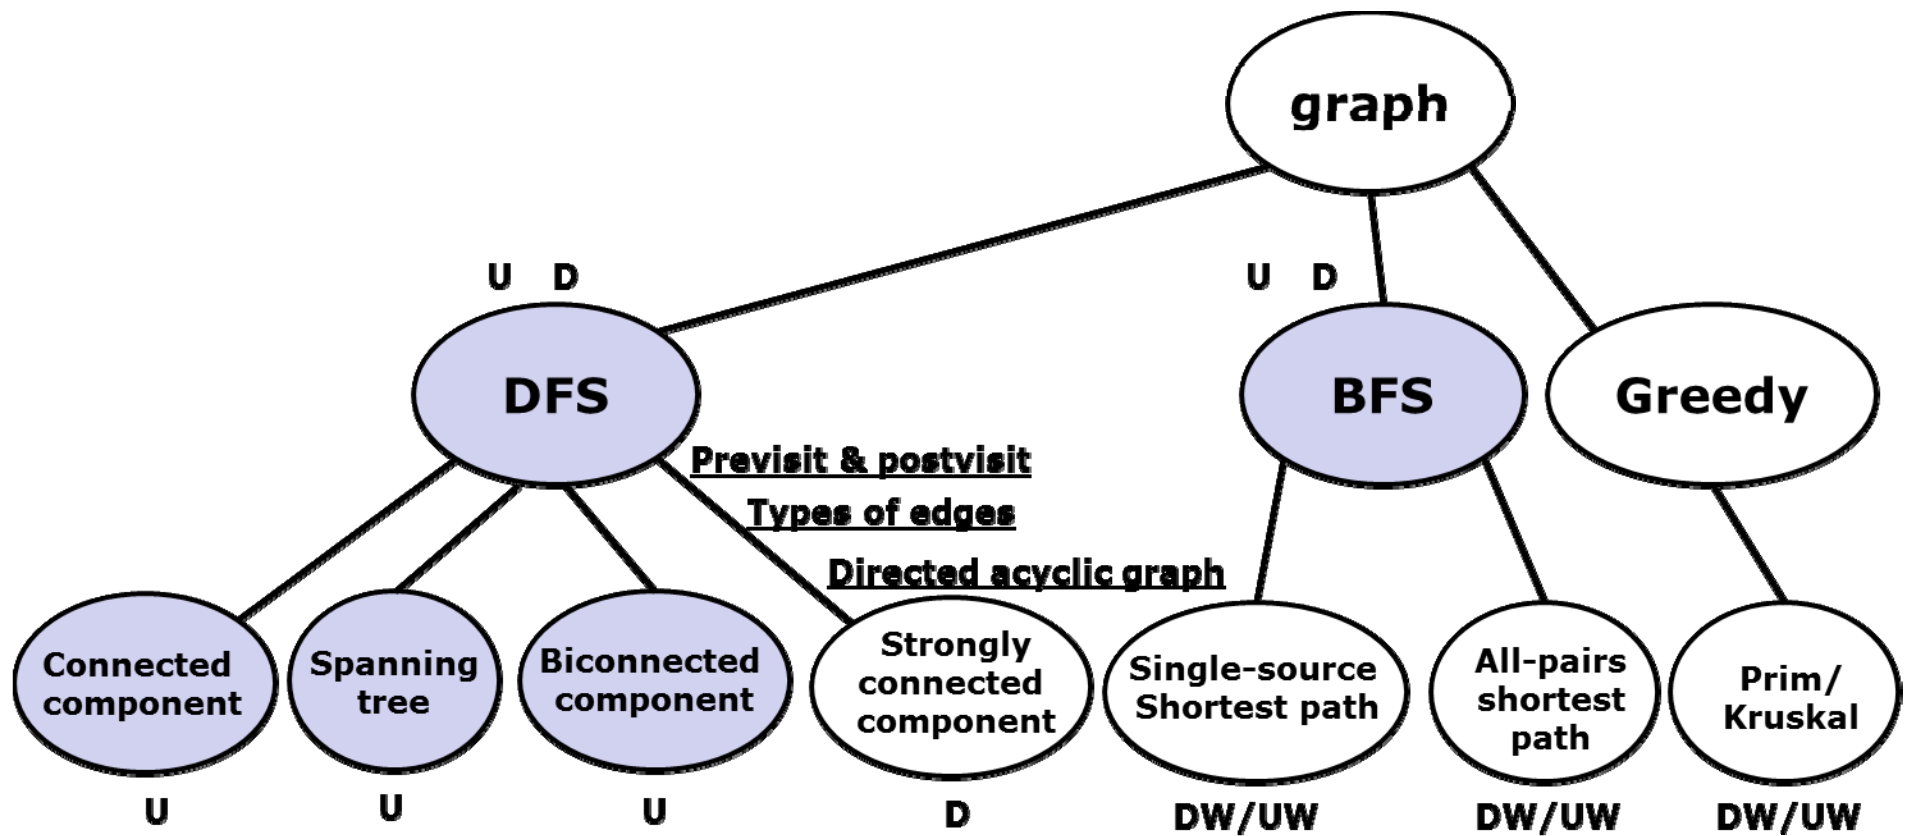 graph
U D
U D
DFS
BFS
Greedy
Previsit & postvisit
Types of edges
Directed acyclic graph
Connected
component
Spanning
tree
Biconnected
component
Strongly
connected
component
Single-source
Shortest path
All-pairs
shortest
path
Prim/
Kruskal
U
U
U
D
DW/UW
DW/UW
DW/UW